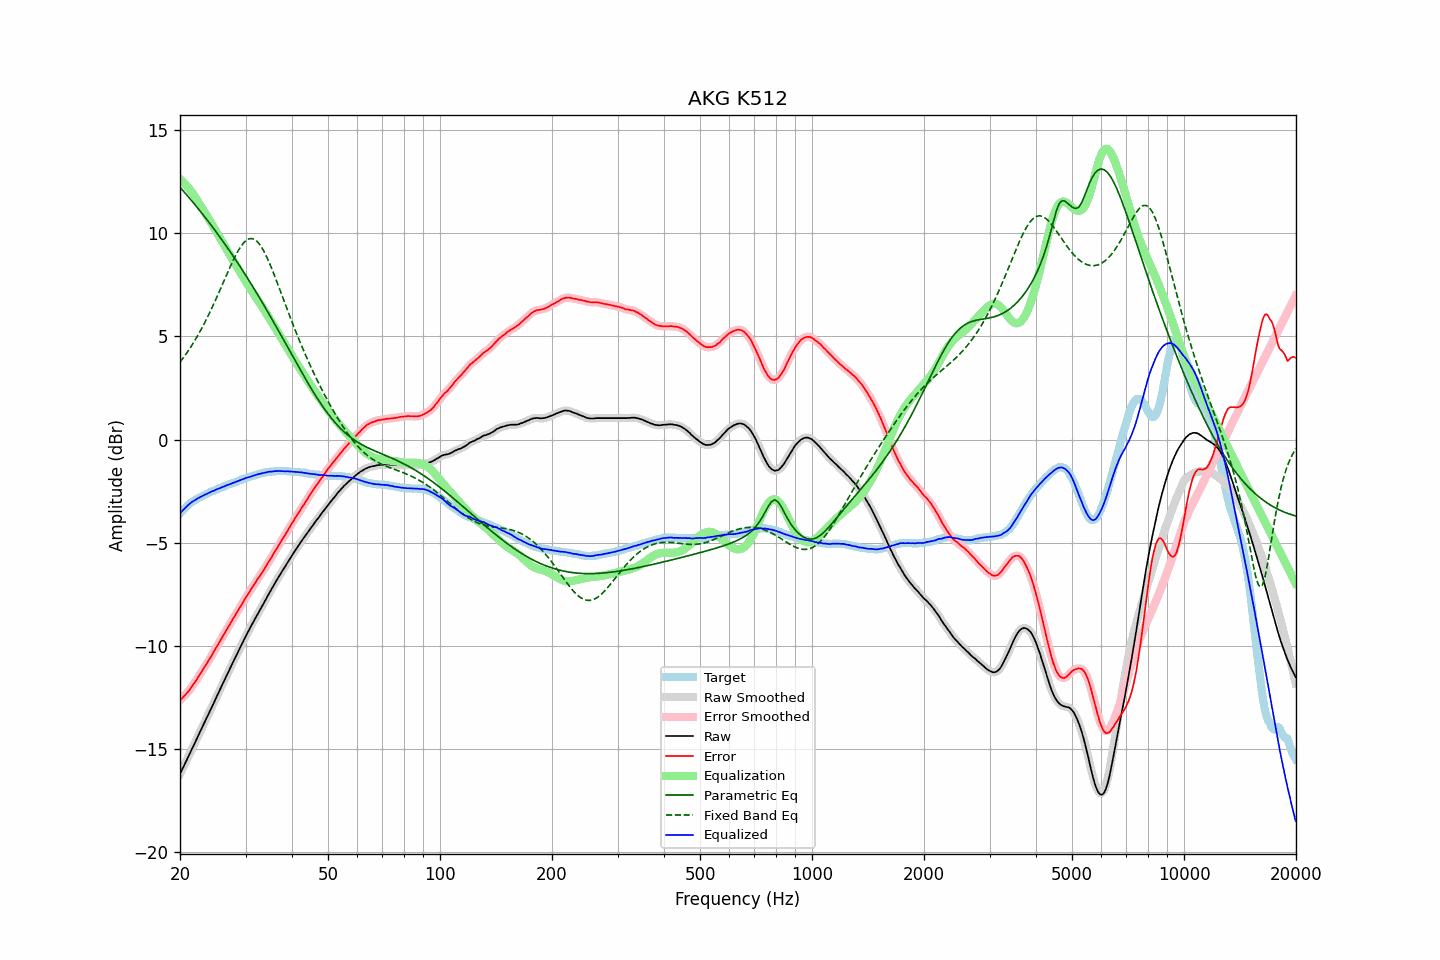 AKG K512
Amplitude (dBr)
15
10
5
0
−5
−10
−15
−20
Target
Raw Smoothed
Error Smoothed
Raw
Error
Equalization
Parametric Eq
Fixed Band Eq
Equalized
20
50
100
200
500
1000
2000
5000
10000
20000
Frequency (Hz)